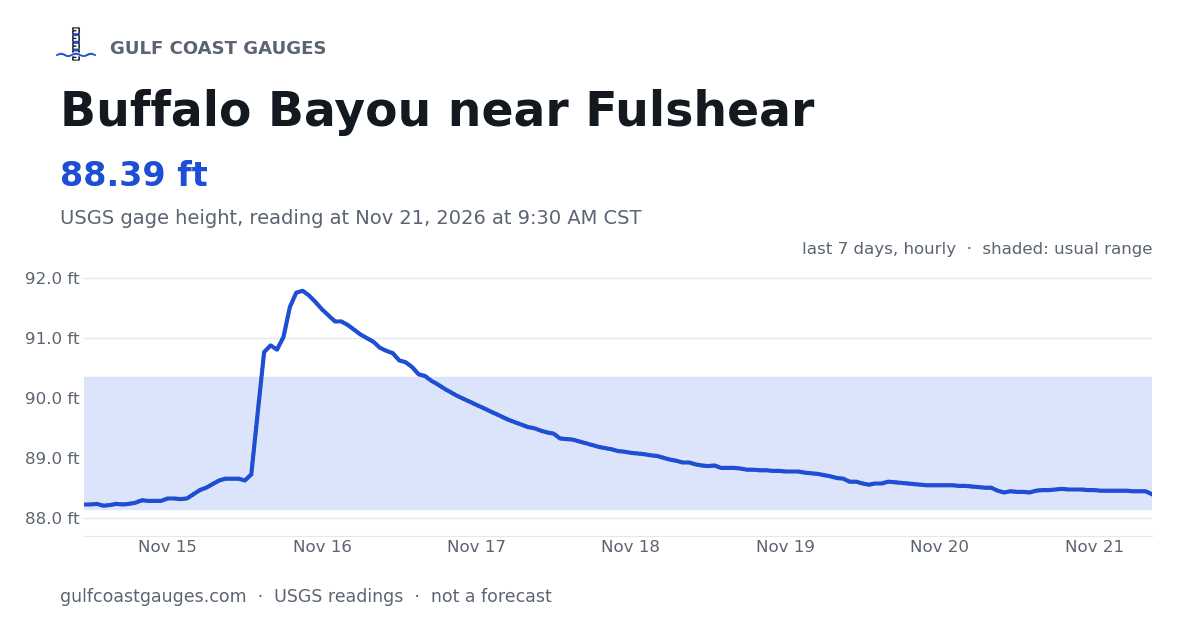 GULF COAST GAUGES
Buffalo Bayou near Fulshear
88.39 ft
USGS gage height, reading at Nov 21, 2026 at 9:30 AM CST
last 7 days, hourly · shaded: usual range
92.0 ft
91.0 ft
90.0 ft
89.0 ft
88.0 ft
Nov 15 Nov 16 Nov 17 Nov 18 Nov 19 Nov 20 Nov 21
gulfcoastgauges.com · USGS readings · not a forecast